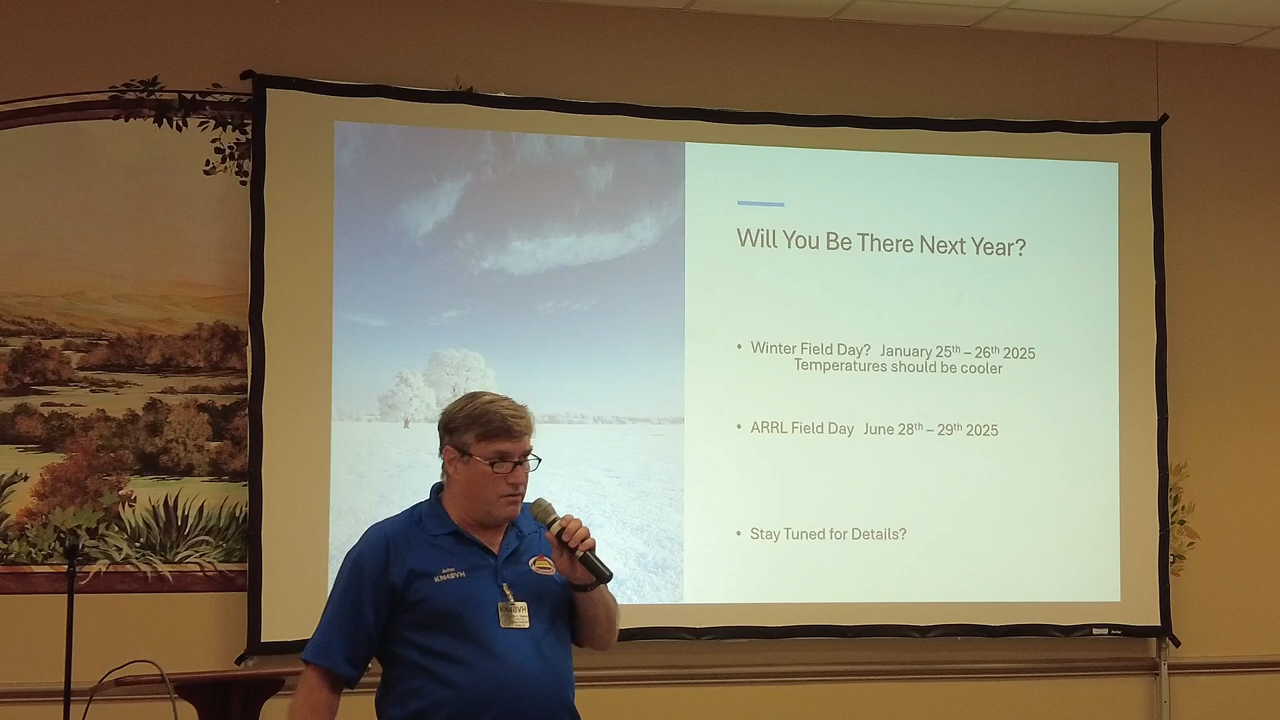 Will You Be There Next Year?
• Winter Field Day? January 25th – 26th 2025
Temperatures should be cooler
• ARRL Field Day June 28th – 29th 2025
• Stay Tuned for Details?
KN4BVH
KN4BVH